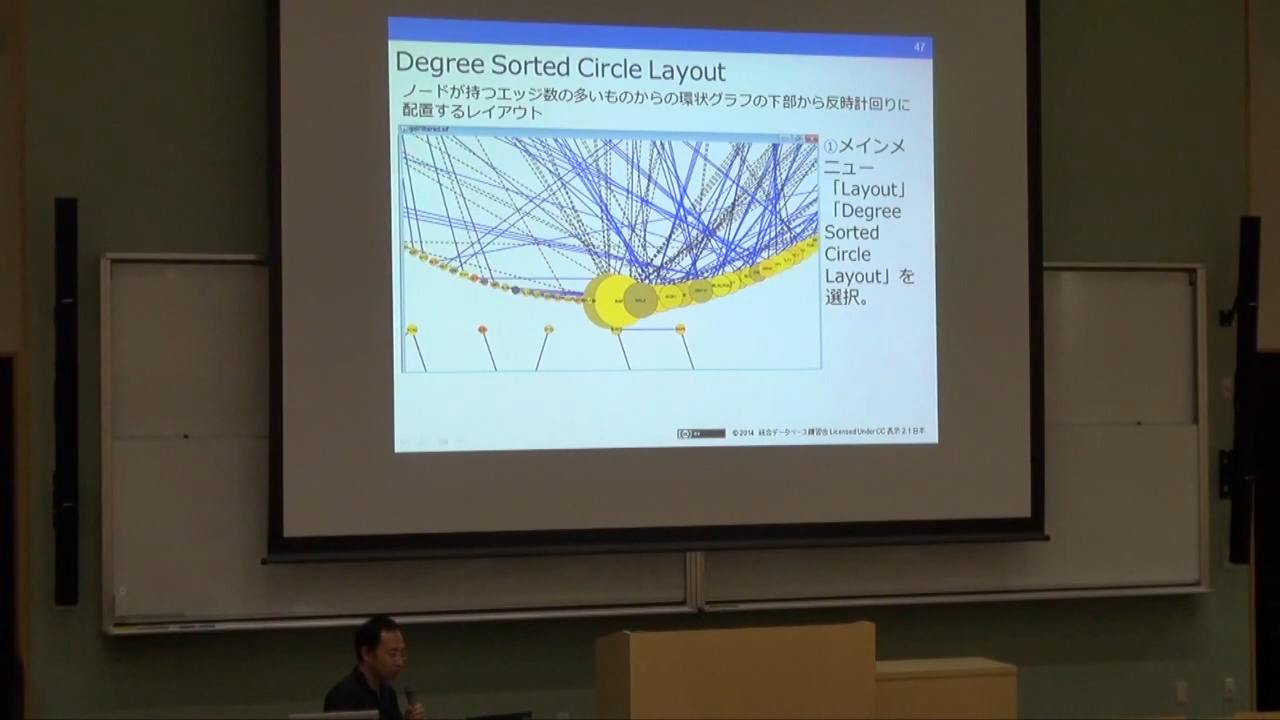 47
Degree Sorted Circle Layout
ノードが持つエッジ数の多いものからの環状グラフの下部から反時計回りに
配置するレイアウト
①メインメ
ニュー
「Layout」
「Degree
Sorted
Circle
Layout」を
選択。
© 2014 統合データベース講習会 Licensed Under CC 表示 2.1 日本